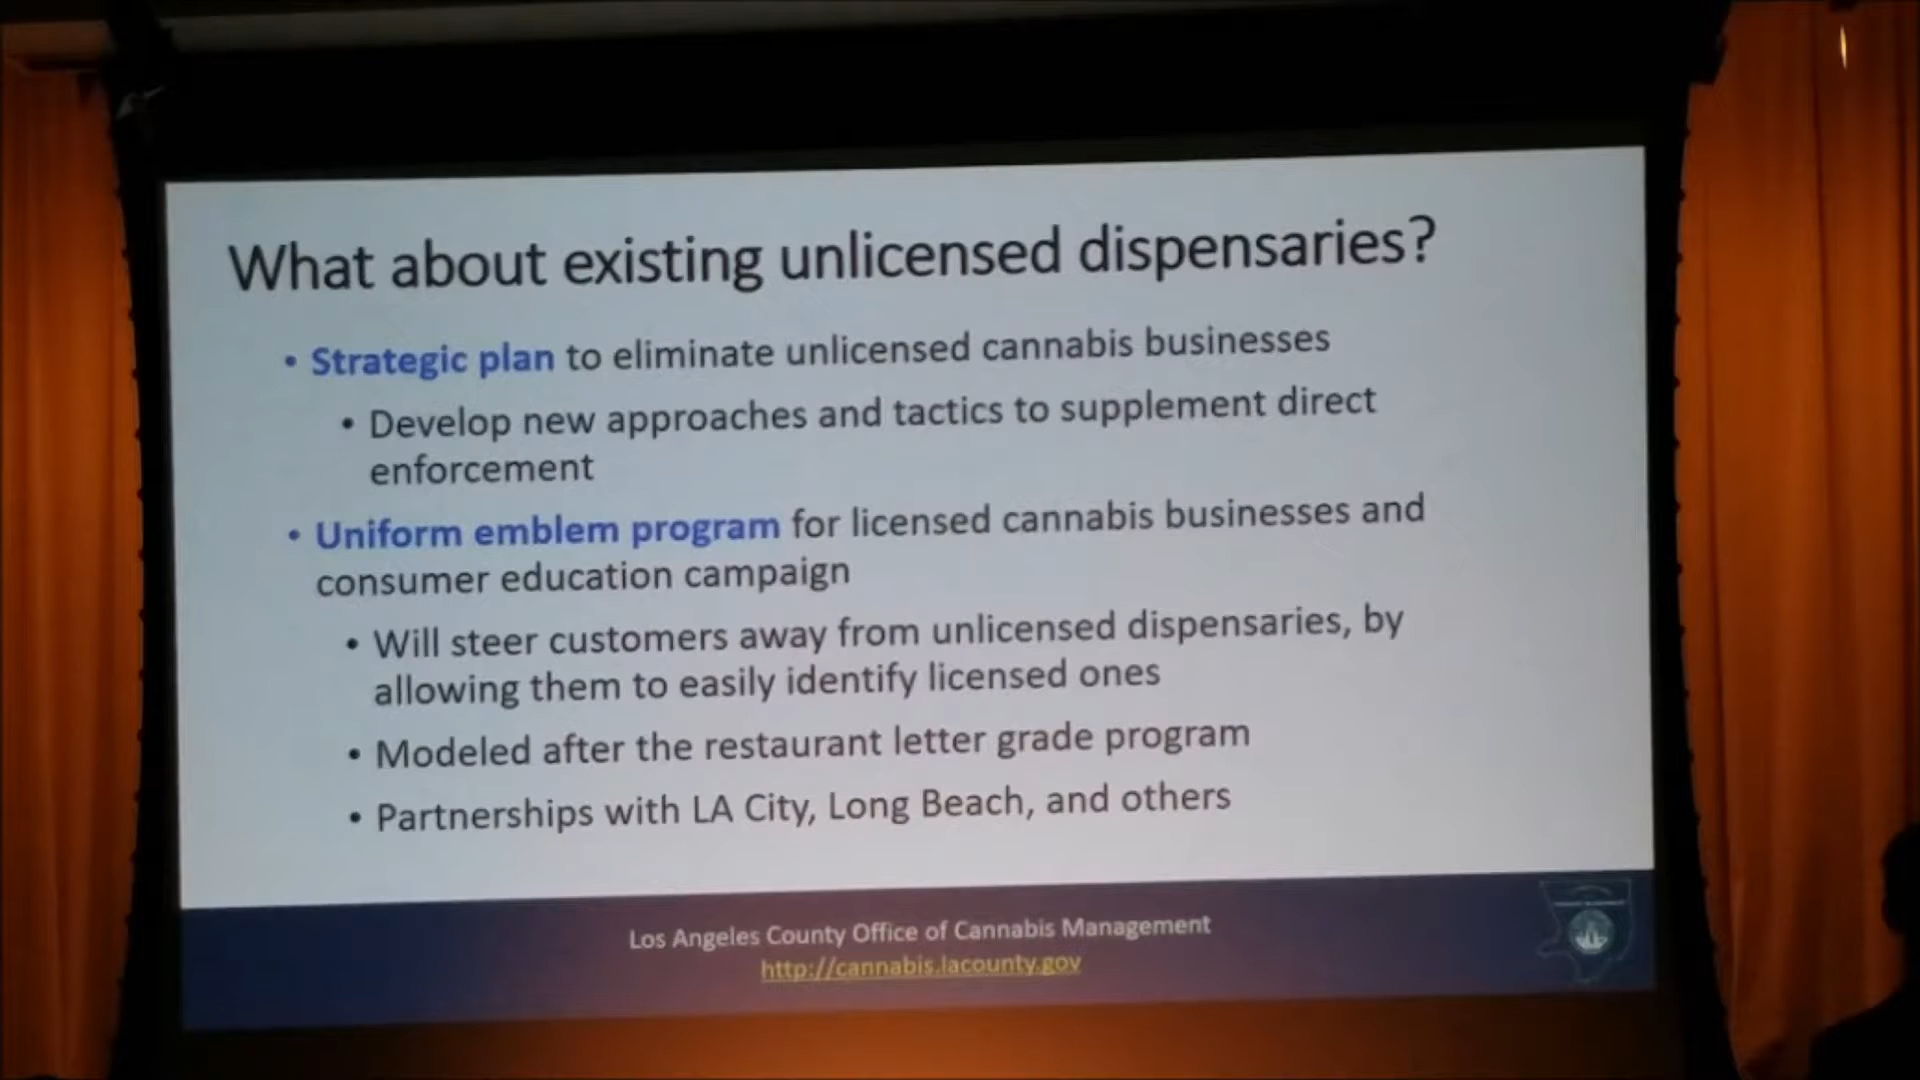 What about existing unlicensed dispensaries?
• Strategic plan to eliminate unlicensed cannabis businesses
• Develop new approaches and tactics to supplement direct
enforcement
• Uniform emblem program for licensed cannabis businesses and
consumer education campaign
• Will steer customers away from unlicensed dispensaries, by
allowing them to easily identify licensed ones
• Modeled after the restaurant letter grade program
• Partnerships with LA City, Long Beach, and others
Los Angeles County Office of Cannabis Management
http://cannabis.lacounty.gov